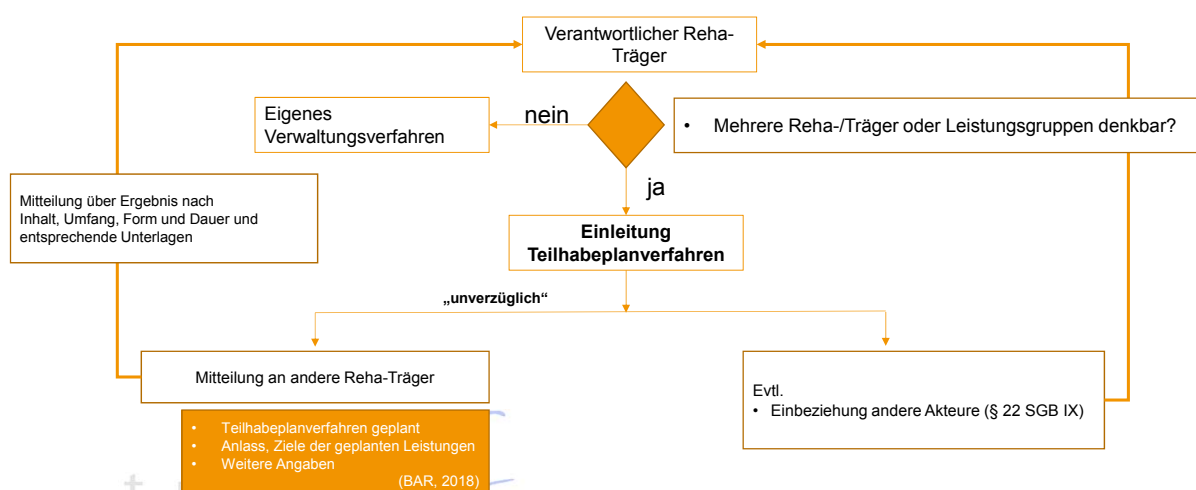 Verantwortlicher Reha-
Träger
nein
Eigenes
Verwaltungsverfahren
• Mehrere Reha-/Träger oder Leistungsgruppen denkbar?
ja
Mitteilung über Ergebnis nach
Inhalt, Umfang, Form und Dauer und
entsprechende Unterlagen
Einleitung
Teilhabeplanverfahren
„unverzüglich“
Mitteilung an andere Reha-Träger
Evtl.
• Einbeziehung andere Akteure (§ 22 SGB IX)
• Teilhabeplanverfahren geplant
• Anlass, Ziele der geplanten Leistungen
• Weitere Angaben
(BAR, 2018)